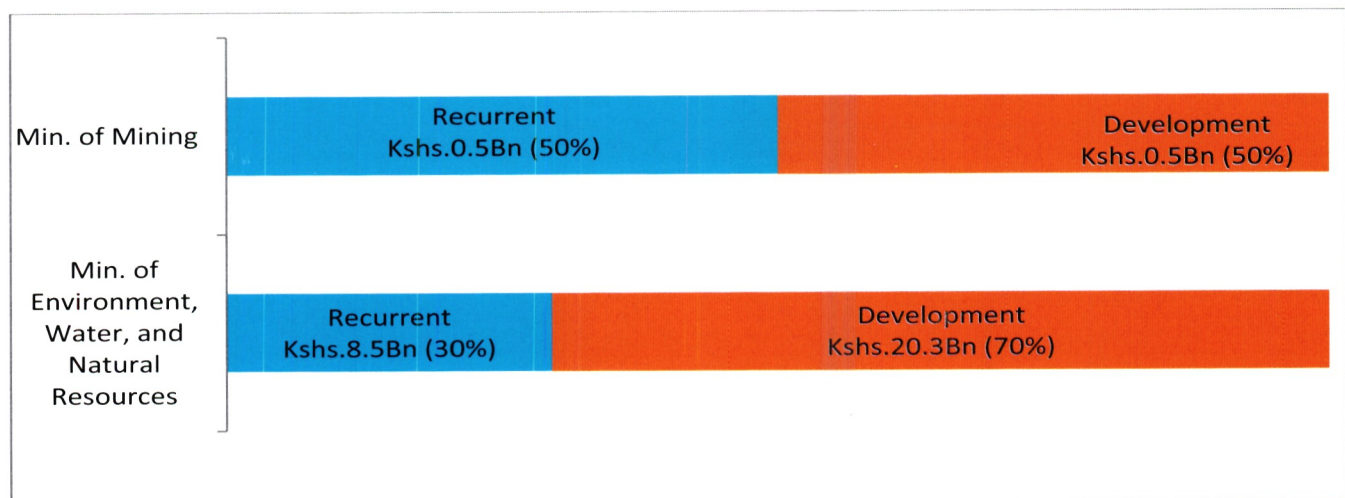 Min. of Mining
Recurrent
Kshs.0.5Bn (50%)
Development
Kshs.0.5Bn (50%)
Min. of
Environment,
Water, and
Natural
Resources
Recurrent
Kshs.8.5Bn (30%)
Development
Kshs.20.3Bn (70%)